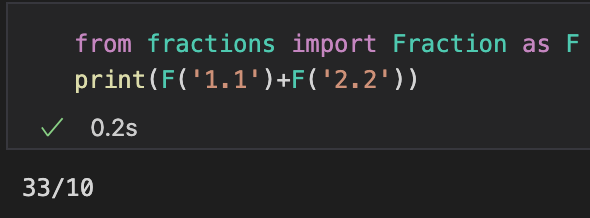 from fractions import Fraction as F
print(F('1.1')+F('2.2'))
0.2s
33/10